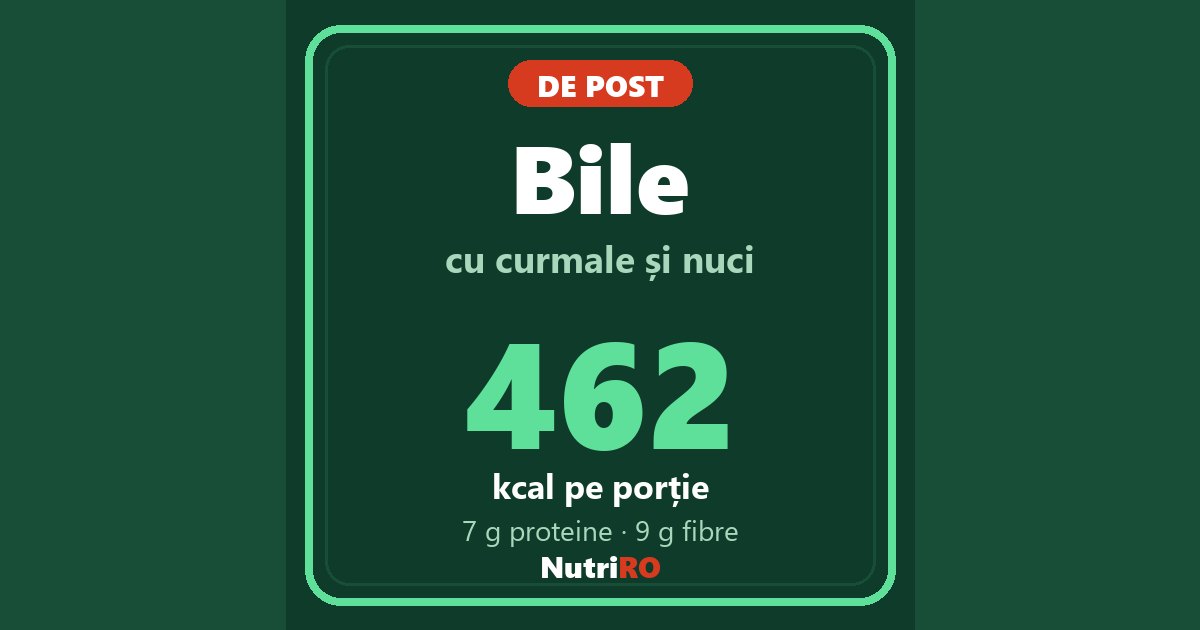 DE POST
Bile
cu curmale și nuci
462
kcal pe porție
7 g proteine · 9 g fibre
NutriRO